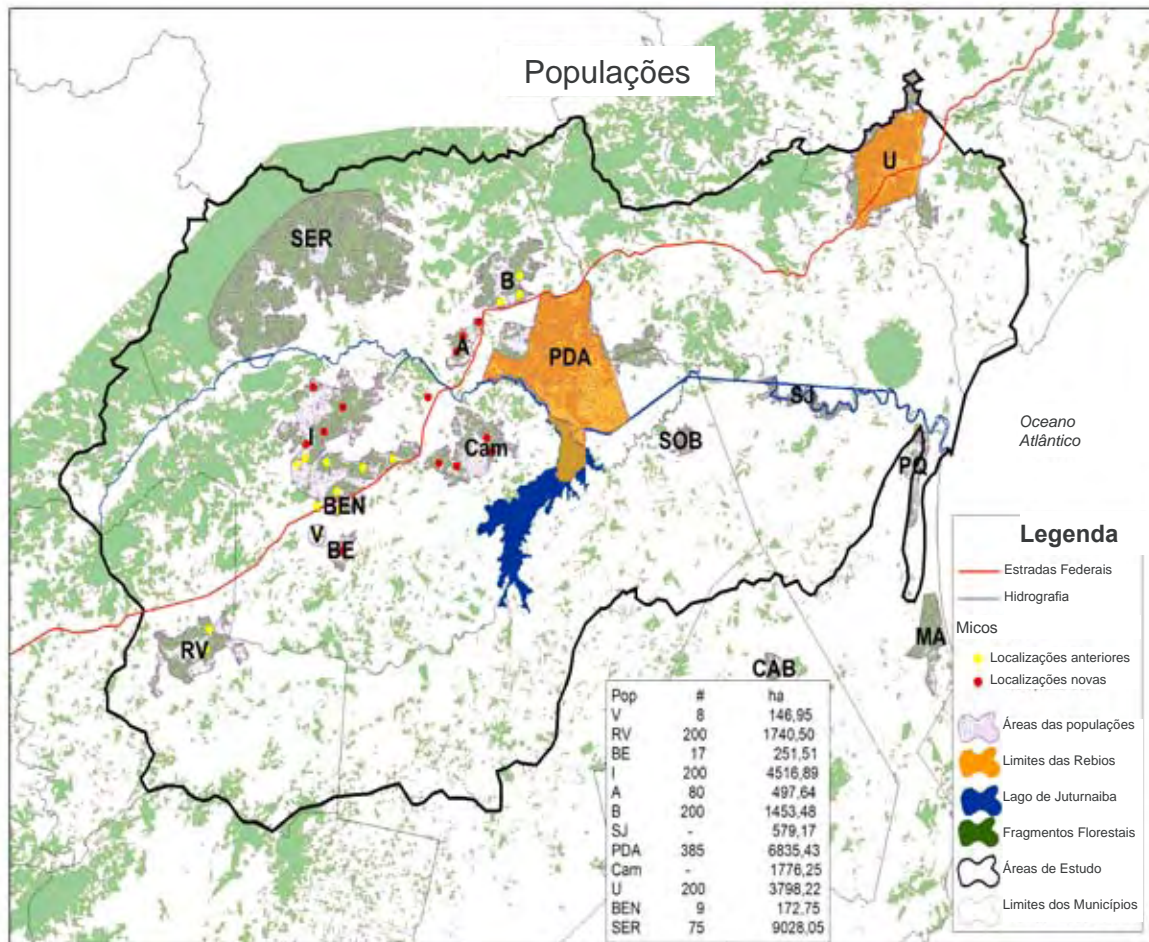 Populações
U
SER
B
A
PDA
I
Cam
SOB
SJ
Oceano
Atlântico
PO
BEN
V
BE
RV
MA
CAB
Legenda
Estradas Federais
Hidrografia
Micos
Localizações anteriores
Localizações novas
Áreas das populações
Limites das Rebios
Lago de Juturnaiba
Fragmentos Florestais
Áreas de Estudo
Limites dos Municípios
Pop # ha
V 8 146,95
RV 200 1740,50
BE 17 251,51
I 200 4516,89
A 80 497,64
B 200 1453,48
SJ - 579,17
PDA 385 6835,43
Cam - 1776,25
U 200 3798,22
BEN 9 172,75
SER 75 9028,05